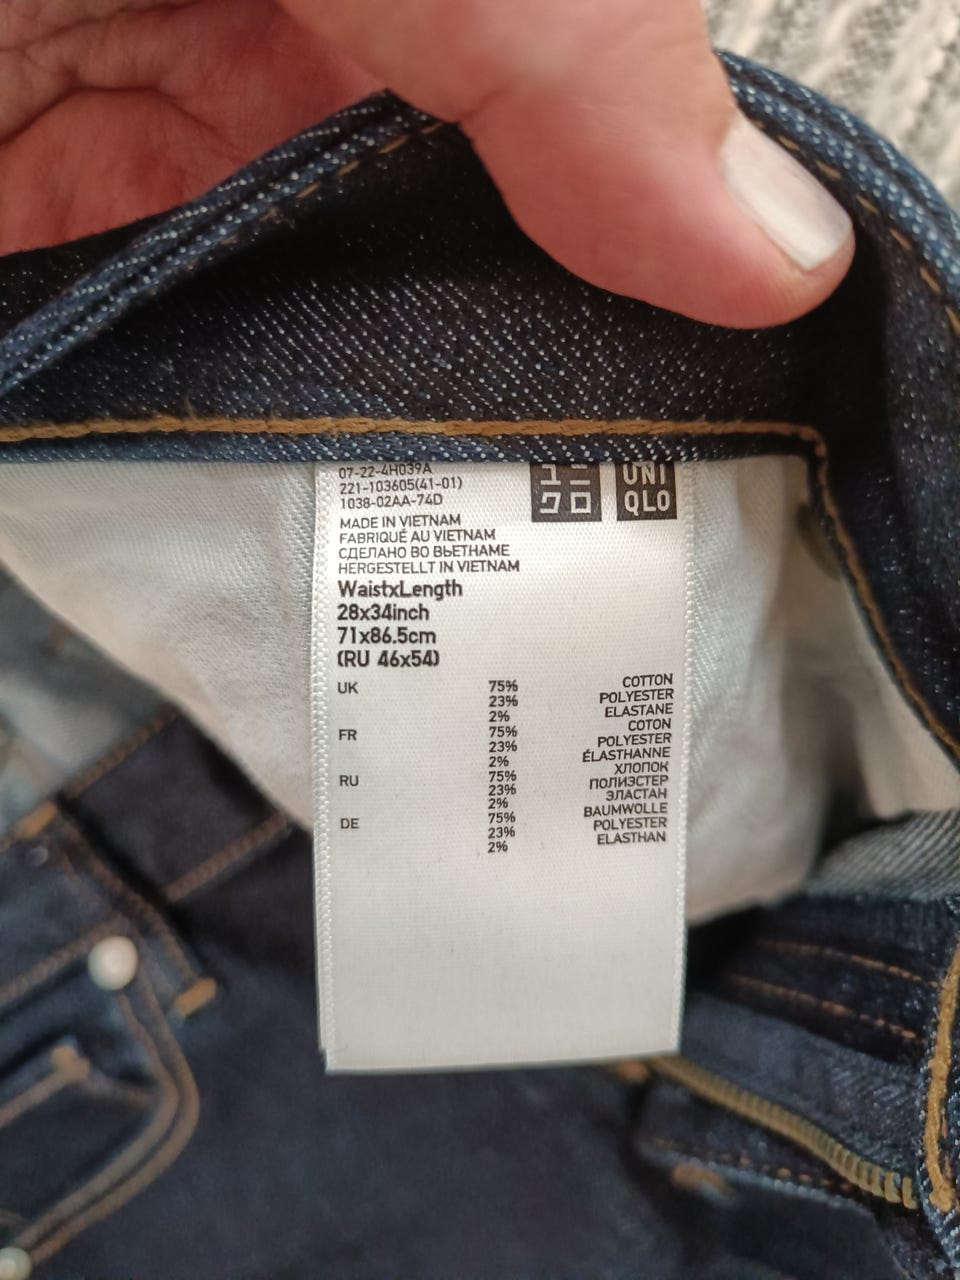 07-22-4H039A
221-103605(41-01)
1038-02AA-74D
ユニ
クロ
UNI
QLO
MADE IN VIETNAM
FABRIQUÉ AU VIETNAM
СДЕЛАНО ВО ВЬЕТНАМЕ
HERGESTELLT IN VIETNAM
WaistxLength
28x34inch
71x86.5cm
(RU 46x54)
UK 75% COTTON
23% POLYESTER
2% ELASTANE
FR 75% COTON
23% POLYESTER
2% ÉLASTHANNE
RU 75% ХЛОПОК
23% ПОЛИЭСТЕР
2% ЭЛАСТАН
DE 75% BAUMWOLLE
23% POLYESTER
2% ELASTHAN